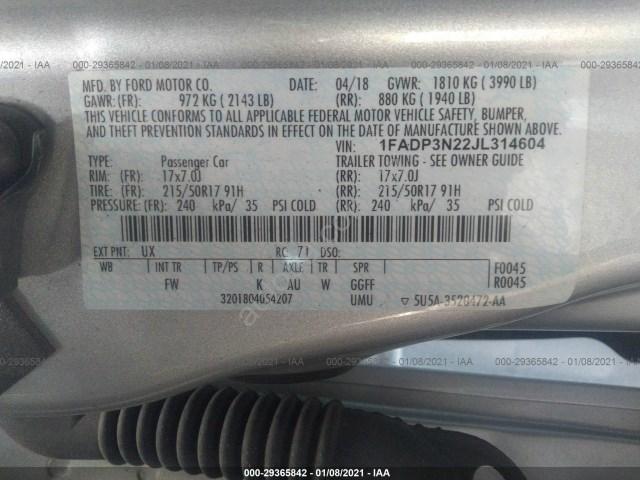 000-29365842 - 01/08/2021 - IAA
MFD. BY FORD MOTOR CO. DATE: 04/18 GVWR: 1810 KG ( 3990 LB)
GAWR:(FR): 972 KG ( 2143 LB) (RR): 880 KG ( 1940 LB)
THIS VEHICLE CONFORMS TO ALL APPLICABLE FEDERAL MOTOR VEHICLE SAFETY, BUMPER,
AND THEFT PREVENTION STANDARDS IN EFFECT ON THE DATE OF MANUFACTURE SHOWN ABOVE.
VIN: 1FADP3N22JL314604
TYPE: Passenger Car TRAILER TOWING - SEE OWNER GUIDE
RIM: (FR): 17x7.0J (RR): 17x7.0J
TIRE: (FR): 215/50R17 91H (RR): 215/50R17 91H
PRESSURE: (FR): 240 kPa/ 35 PSI COLD (RR): 240 kPa/ 35 PSI COLD
EXT PNT: UX RC: 71 DSO:
WB INT TR TP/PS R AXLE TR SPR F0045
FW K AU W GGFF R0045
3201804054207 UMU ▽ 5U5A-3520472-AA
000-29365842 - 01/08/2021 - IAA
000-29365842 - 01/08/2021 - IAA